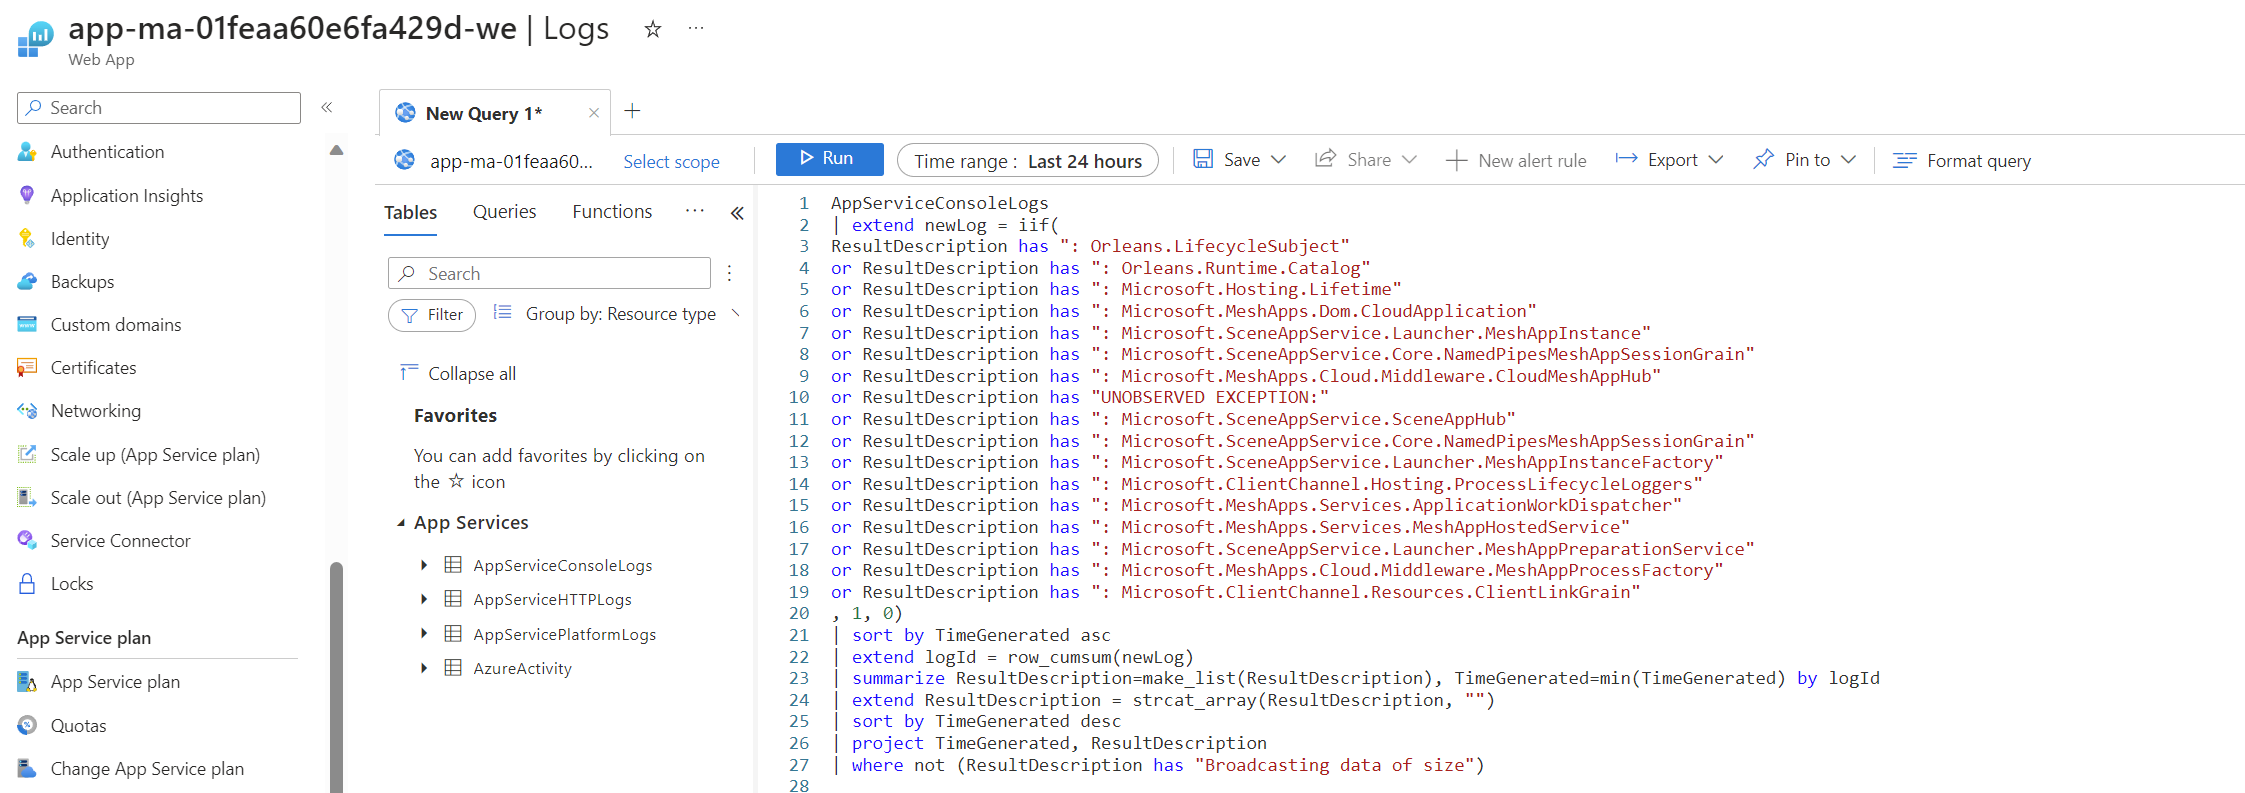 app-ma-01feaa60e6fa429d-we | Logs
Web App
Search
Authentication
Application Insights
Identity
Backups
Custom domains
Certificates
Networking
Scale up (App Service plan)
Scale out (App Service plan)
Service Connector
Locks
App Service plan
App Service plan
Quotas
Change App Service plan
New Query 1*
app-ma-01feaa60...
Select scope
Run
Time range : Last 24 hours
Save
Share
New alert rule
Export
Pin to
Format query
Tables
Queries
Functions
Search
Filter
Group by: Resource type
Collapse all
Favorites
You can add favorites by clicking on
the ☆ icon
App Services
AppServiceConsoleLogs
AppServiceHTTPLogs
AppServicePlatformLogs
AzureActivity
1 AppServiceConsoleLogs
2 | extend newLog = iif(
3 ResultDescription has ": Orleans.LifecycleSubject"
4 or ResultDescription has ": Orleans.Runtime.Catalog"
5 or ResultDescription has ": Microsoft.Hosting.Lifetime"
6 or ResultDescription has ": Microsoft.MeshApps.Dom.CloudApplication"
7 or ResultDescription has ": Microsoft.SceneAppService.Launcher.MeshAppInstance"
8 or ResultDescription has ": Microsoft.SceneAppService.Core.NamedPipesMeshAppSessionGrain"
9 or ResultDescription has ": Microsoft.MeshApps.Cloud.Middleware.CloudMeshAppHub"
10 or ResultDescription has "UNOBSERVED EXCEPTION:"
11 or ResultDescription has ": Microsoft.SceneAppService.SceneAppHub"
12 or ResultDescription has ": Microsoft.SceneAppService.Core.NamedPipesMeshAppSessionGrain"
13 or ResultDescription has ": Microsoft.SceneAppService.Launcher.MeshAppInstanceFactory"
14 or ResultDescription has ": Microsoft.ClientChannel.Hosting.ProcessLifecycleLoggers"
15 or ResultDescription has ": Microsoft.MeshApps.Services.ApplicationWorkDispatcher"
16 or ResultDescription has ": Microsoft.MeshApps.Services.MeshAppHostedService"
17 or ResultDescription has ": Microsoft.SceneAppService.Launcher.MeshAppPreparationService"
18 or ResultDescription has ": Microsoft.MeshApps.Cloud.Middleware.MeshAppProcessFactory"
19 or ResultDescription has ": Microsoft.ClientChannel.Resources.ClientLinkGrain"
20 , 1, 0)
21 | sort by TimeGenerated asc
22 | extend logId = row_cumsum(newLog)
23 | summarize ResultDescription=make_list(ResultDescription), TimeGenerated=min(TimeGenerated) by logId
24 | extend ResultDescription = strcat_array(ResultDescription, "")
25 | sort by TimeGenerated desc
26 | project TimeGenerated, ResultDescription
27 | where not (ResultDescription has "Broadcasting data of size")
28